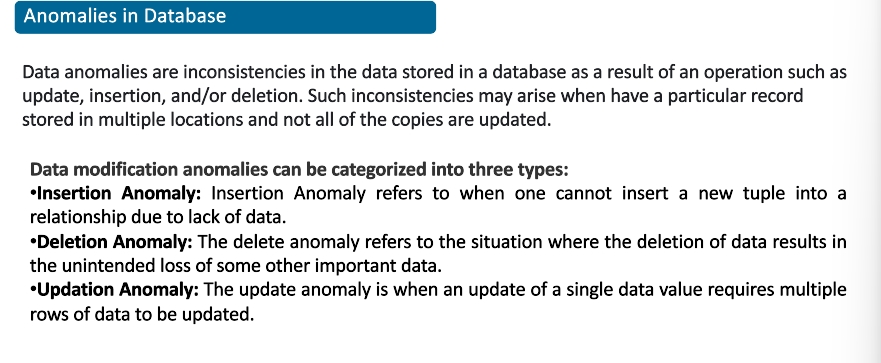 Anomalies in Database
Data anomalies are inconsistencies in the data stored in a database as a result of an operation such as
update, insertion, and/or deletion. Such inconsistencies may arise when have a particular record
stored in multiple locations and not all of the copies are updated.
Data modification anomalies can be categorized into three types:
•Insertion Anomaly: Insertion Anomaly refers to when one cannot insert a new tuple into a
relationship due to lack of data.
•Deletion Anomaly: The delete anomaly refers to the situation where the deletion of data results in
the unintended loss of some other important data.
•Updation Anomaly: The update anomaly is when an update of a single data value requires multiple
rows of data to be updated.